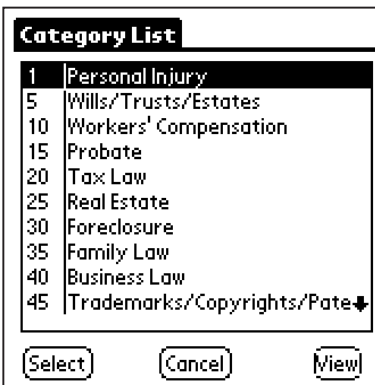 Category List
1 Personal Injury
5 Wills/Trusts/Estates
10 Workers' Compensation
15 Probate
20 Tax Law
25 Real Estate
30 Foreclosure
35 Family Law
40 Business Law
45 Trademarks/Copyrights/Pate
Select Cancel View